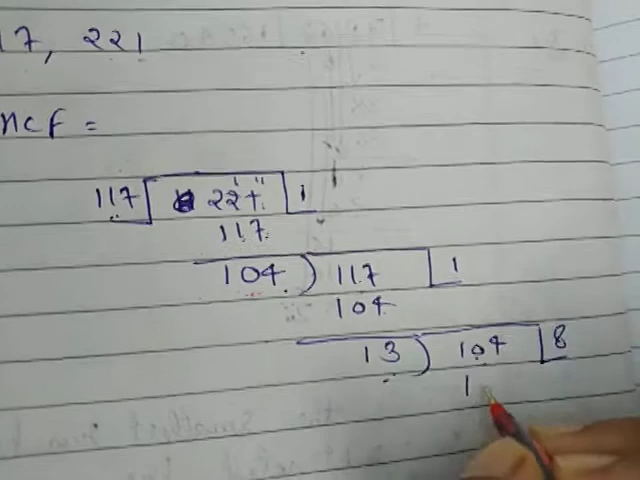 17, 221
HCF =
117 221 1
117
104 ) 117 1
104
13 ) 104 8
1